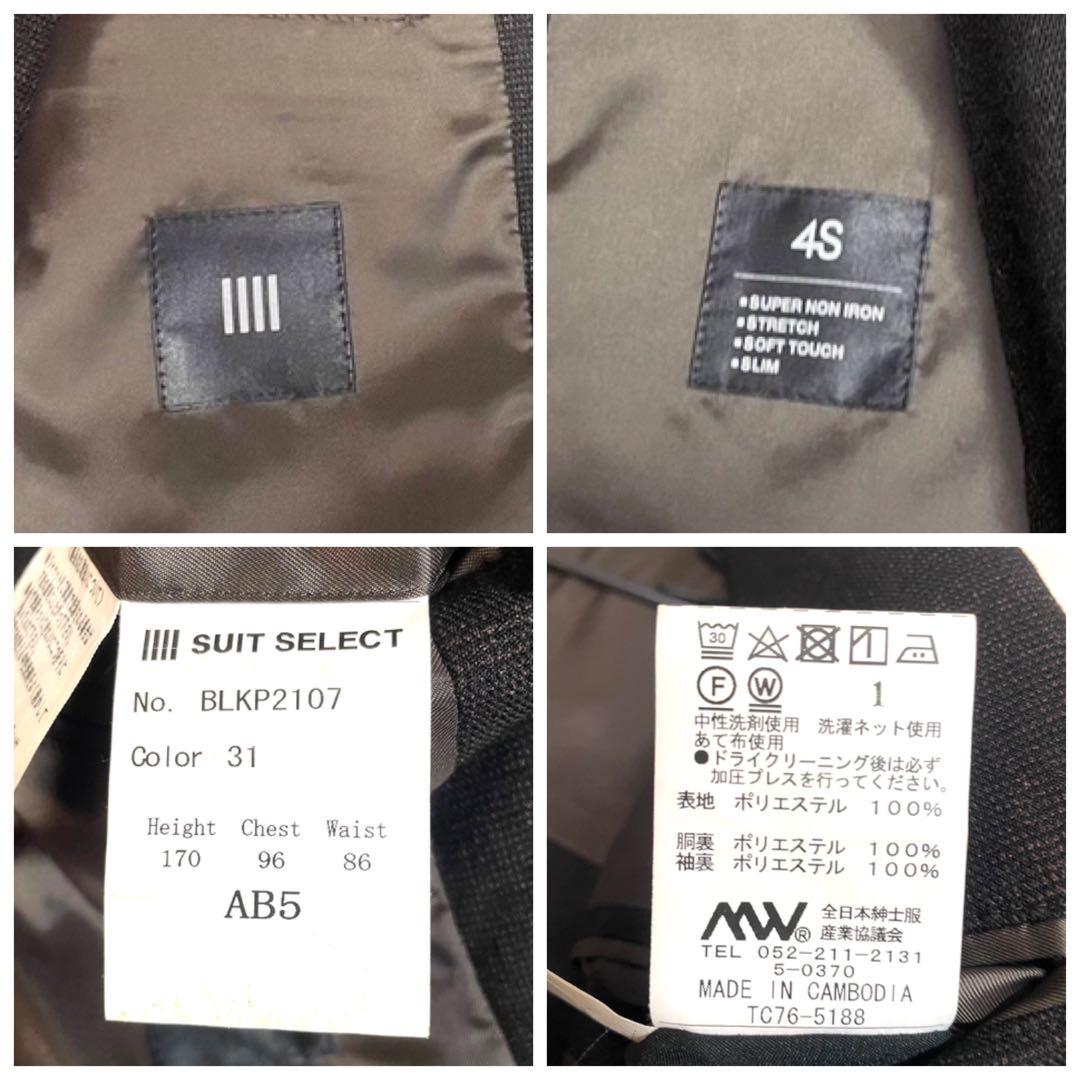 4S
•SUPER NON IRON
•STRETCH
•SOFT TOUCH
•SLIM
SUIT SELECT
No. BLKP2107
Color 31
Height Chest Waist
170 96 86
AB5
30
F W 1
中性洗剤使用 洗濯ネット使用
あて布使用
●ドライクリーニング後は必ず
加圧プレスを行ってください。
表地 ポリエステル 100%
胴裏 ポリエステル 100%
袖裏 ポリエステル 100%
MW® 全日本紳士服
産業協議会
TEL 052-211-2131
5-0370
MADE IN CAMBODIA
TC76-5188